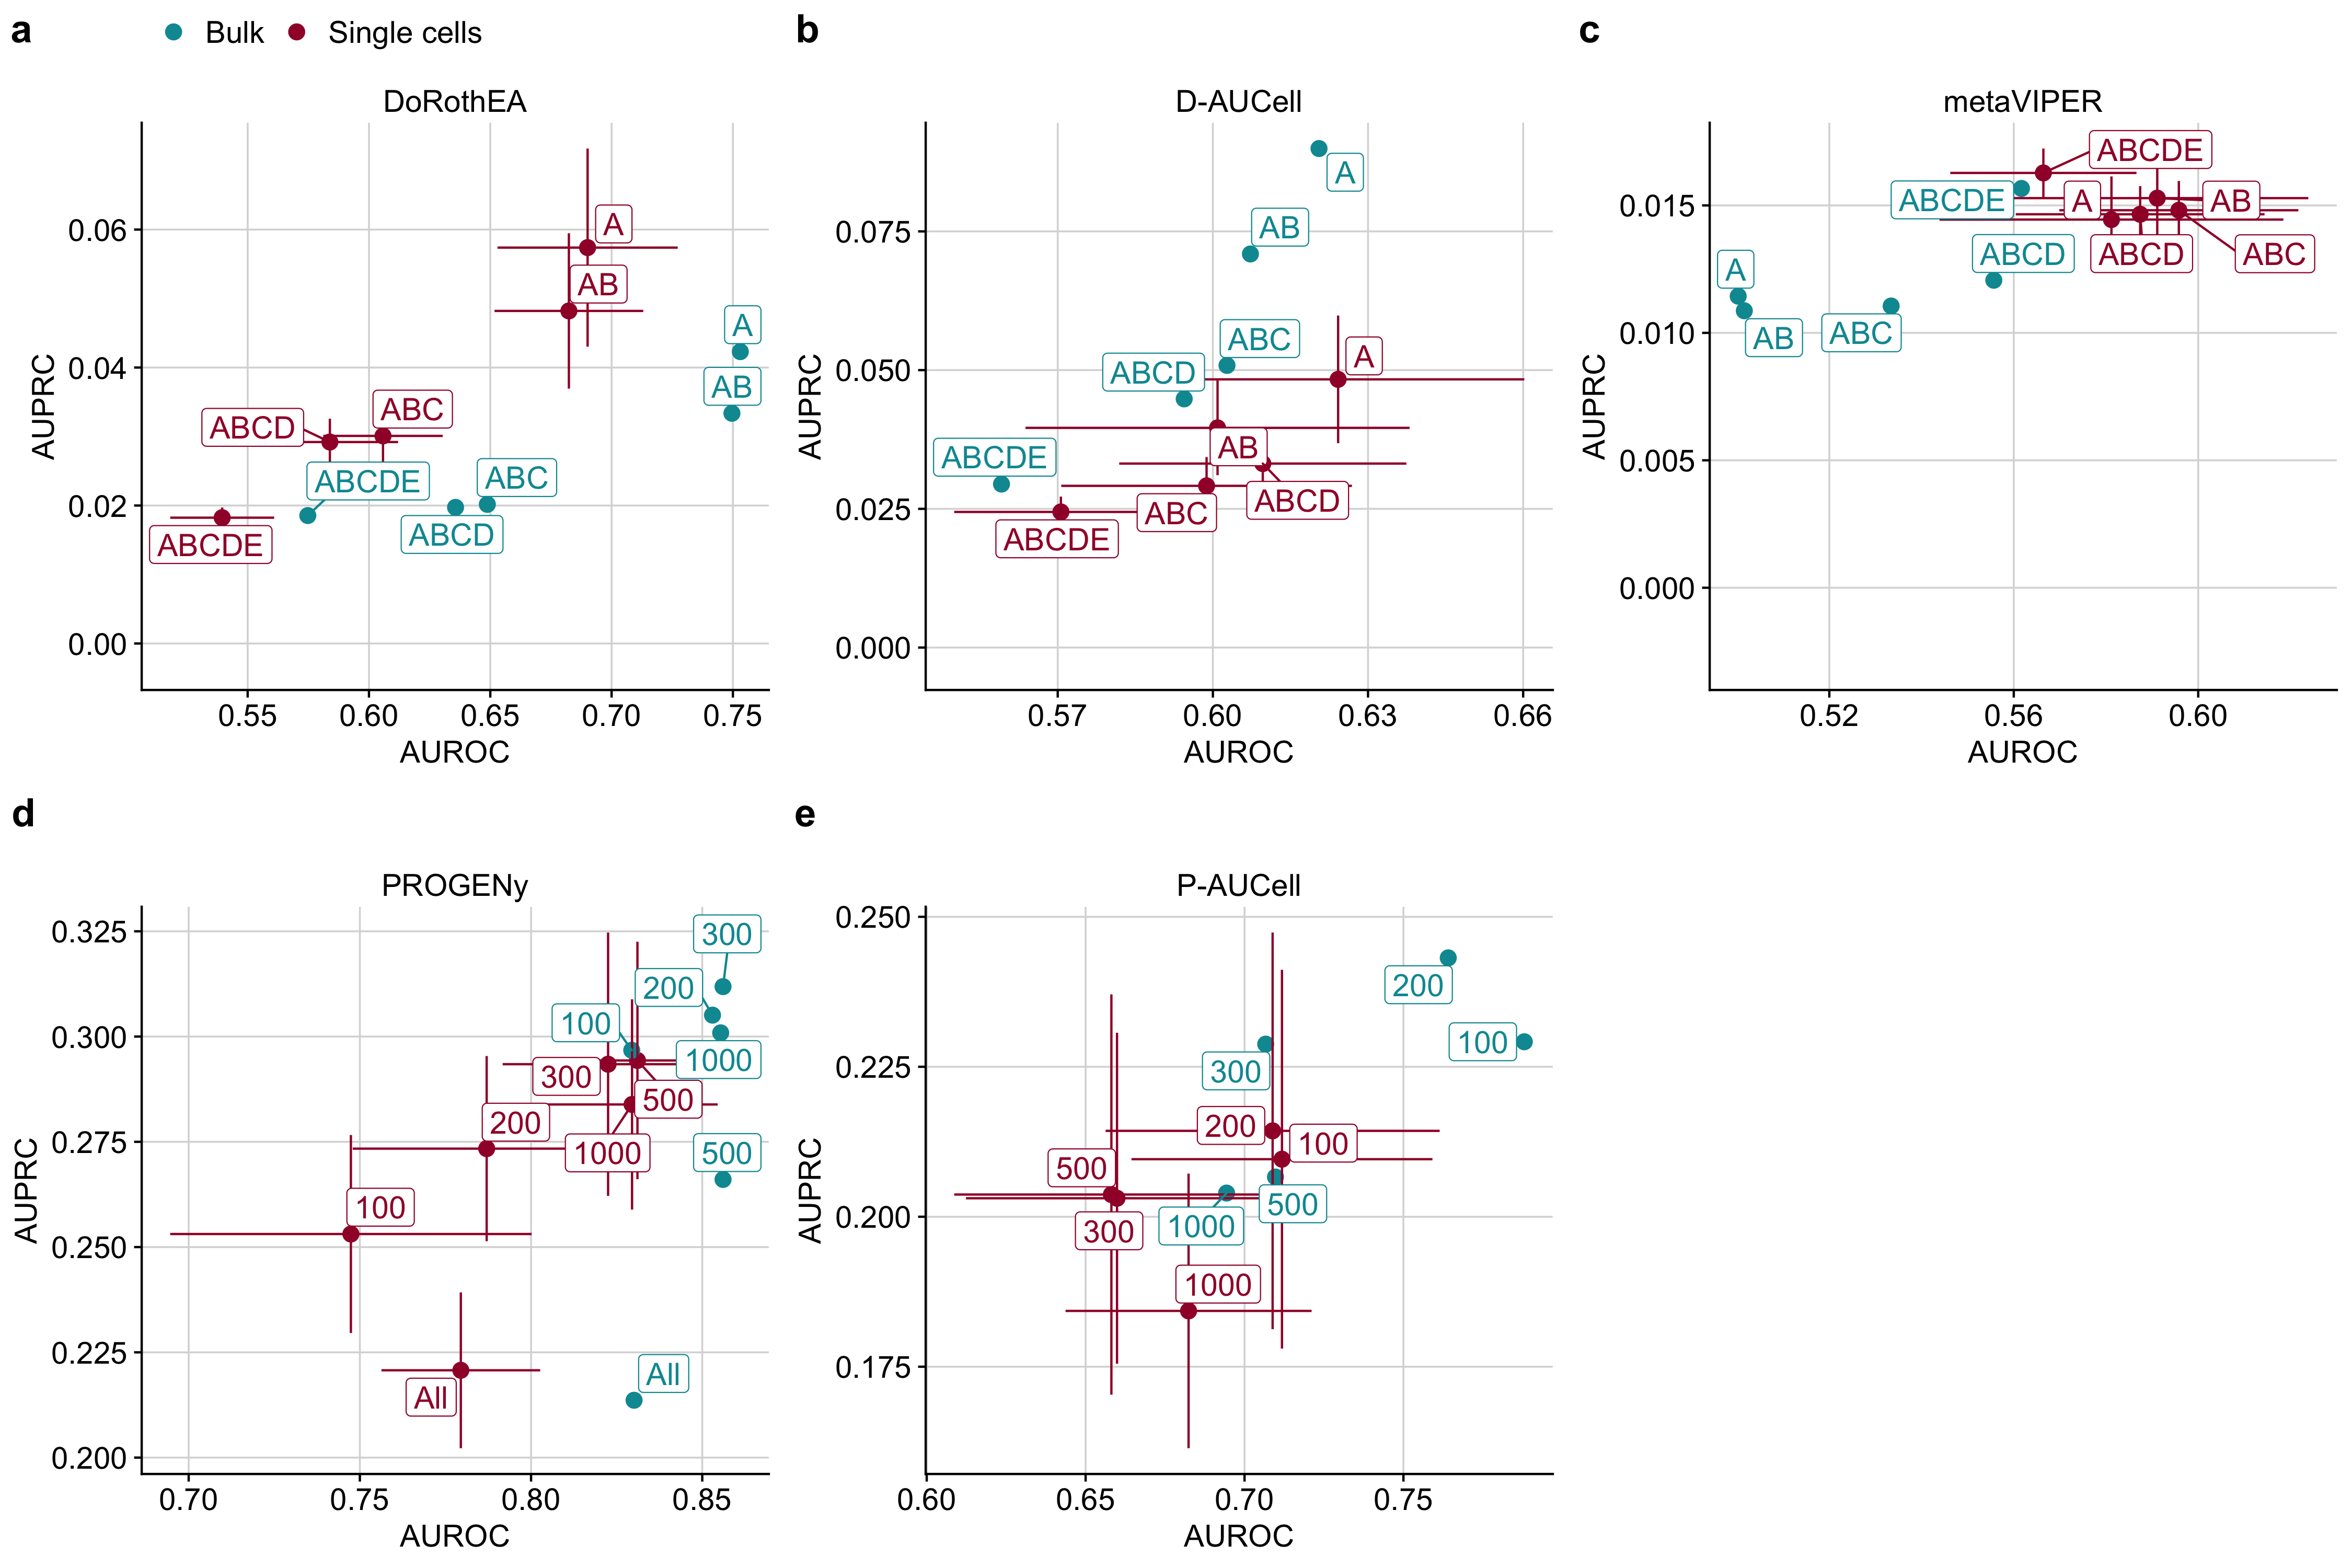 a
Bulk
Single cells
b
c
DoRothEA
AUPRC
0.06
0.04
0.02
0.00
A
AB
A
AB
ABC
ABCD
ABCDE
ABC
ABCD
ABCDE
0.55 0.60 0.65 0.70 0.75
AUROC
D-AUCell
AUPRC
0.075
0.050
0.025
0.000
A
AB
ABC
ABCD
A
ABCDE
AB
ABCD
ABC
ABCDE
0.57 0.60 0.63 0.66
AUROC
metaVIPER
AUPRC
0.015
0.010
0.005
0.000
ABCDE
ABCDE
A
AB
ABCD
ABCD
ABC
A
AB
ABC
0.52 0.56 0.60
AUROC
d
e
PROGENy
AUPRC
0.325
0.300
0.275
0.250
0.225
0.200
300
200
100
1000
300
500
200
1000
500
100
All
All
0.70 0.75 0.80 0.85
AUROC
P-AUCell
AUPRC
0.250
0.225
0.200
0.175
200
100
300
200
100
500
500
1000
300
1000
0.60 0.65 0.70 0.75
AUROC